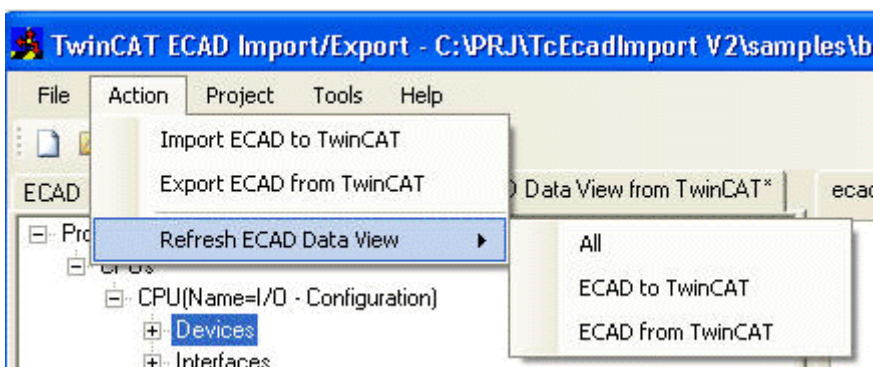 TwinCAT ECAD Import/Export - C:\PRJ\TcEcadImport V2\samples\b
File Action Project Tools Help
Import ECAD to TwinCAT
Export ECAD from TwinCAT
ECAD Data View from TwinCAT* ecad
Refresh ECAD Data View
All
CPU(Name=I/O - Configuration)
ECAD to TwinCAT
Devices
ECAD from TwinCAT
Interfaces